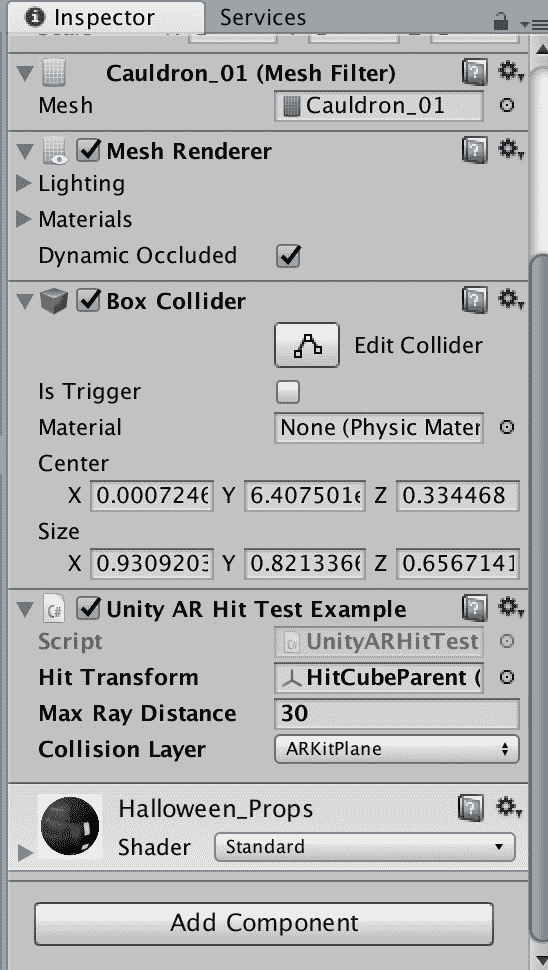 Inspector Services
Cauldron_01 (Mesh Filter)
Mesh Cauldron_01
Mesh Renderer
Lighting
Materials
Dynamic Occluded
Box Collider
Edit Collider
Is Trigger
Material None (Physic Mater
Center
X 0.0007246 Y 6.407501e Z 0.334468
Size
X 0.9309203 Y 0.8213366 Z 0.6567141
C# Unity AR Hit Test Example
Script C# UnityARHitTest
Hit Transform HitCubeParent (
Max Ray Distance 30
Collision Layer ARKitPlane
Halloween_Props
Shader Standard
Add Component